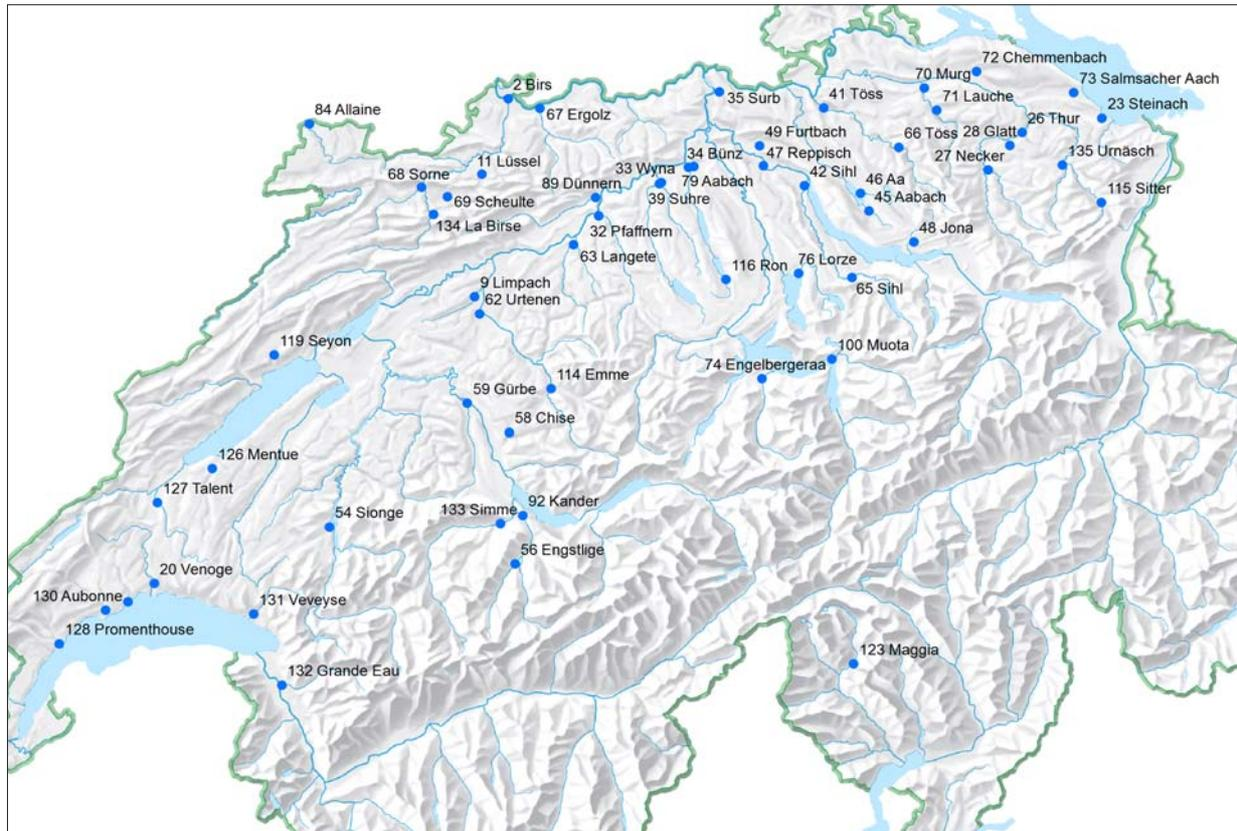 72 Chemmenbach
70 Murg
73 Salmsacher Aach
2 Birs
35 Surb
41 Töss
71 Lauche
84 Allaine
67 Ergolz
26 Thur
23 Steinach
49 Furtbach
66 Töss
28 Glatt
11 Lüssel
33 Wyna
34 Bünz
47 Reppisch
27 Necker
135 Urnäsch
68 Sorne
89 Dünnern
79 Aabach
42 Sihl
46 Aa
69 Scheulte
39 Suhre
45 Aabach
115 Sitter
134 La Birse
32 Pfaffnern
48 Jona
63 Langete
116 Ron
76 Lorze
9 Limpach
65 Sihl
62 Urtenen
119 Seyon
100 Muota
74 Engelbergeraa
59 Gürbe
114 Emme
58 Chise
126 Mentue
127 Talent
133 Simme
92 Kander
54 Sionge
56 Engstlige
20 Venoge
130 Aubonne
131 Veveyse
128 Promenthouse
123 Maggia
132 Grande Eau